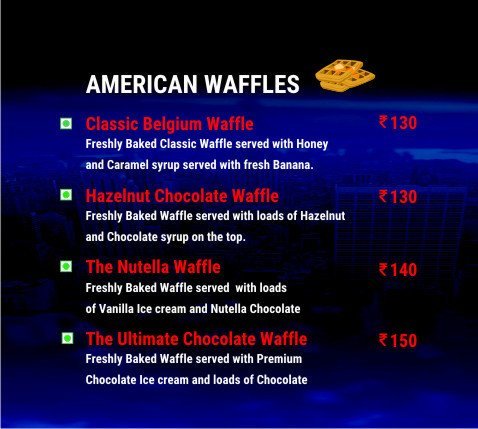 AMERICAN WAFFLES
Classic Belgium Waffle ₹130
Freshly Baked Classic Waffle served with Honey
and Caramel syrup served with fresh Banana.
Hazelnut Chocolate Waffle ₹130
Freshly Baked Waffle served with loads of Hazelnut
and Chocolate syrup on the top.
The Nutella Waffle ₹140
Freshly Baked Waffle served with loads
of Vanilla Ice cream and Nutella Chocolate
The Ultimate Chocolate Waffle ₹150
Freshly Baked Waffle served with Premium
Chocolate Ice cream and loads of Chocolate